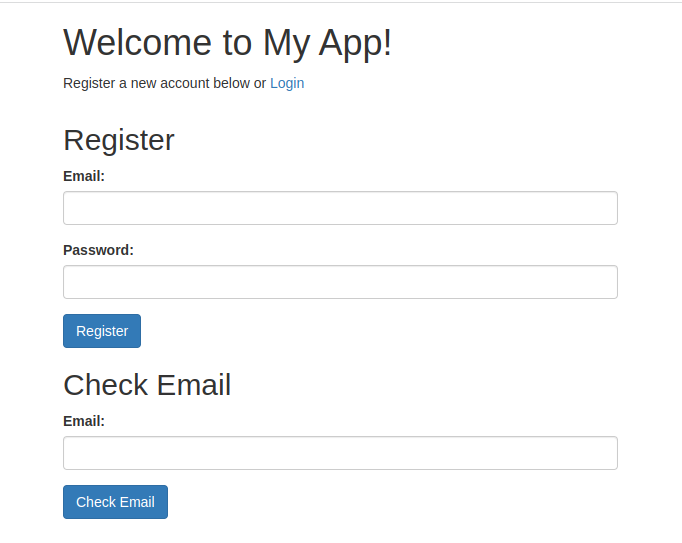 Welcome to My App!
Register a new account below or Login
Register
Email:
Password:
Register
Check Email
Email:
Check Email